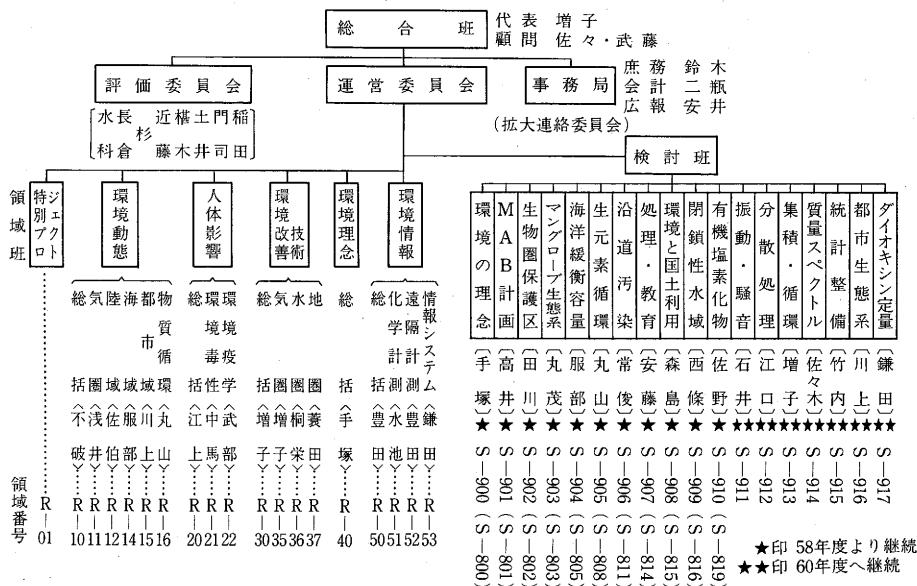 総合班
代表 増子
顧問 佐々・武藤
評価委員会
運営委員会
事務局
庶務 鈴木
会計 二瓶
広報 安井
水科
長倉
杉
近藤
椹木
土井
門司
稲田
(拡大連絡委員会)
検討班
領域班
特別プロジェクト
環境動態
人体影響
環境改善技術
環境理念
環境情報
領域番号
R—01
総括〈不破〉……R—10
気圏〈浅井〉……R—11
陸域〈佐伯〉……R—12
海域〈服部〉……R—14
都市域〈川上〉……R—15
物質循環〈丸山〉……R—16
総括〈江上〉……R—20
環境毒性〈中馬〉……R—21
環境疫学〈武部〉……R—22
総括〈増子〉……R—30
気圏〈増子〉……R—35
水圏〈桐栄〉……R—36
地圏〈蓑田〉……R—37
総括〈手塚〉……R—40
総括〈豊田〉……R—50
化学計測〈水池〉……R—51
遠隔計測〈豊田〉……R—52
情報システム〈鎌田〉……R—53
環境の理念〔手塚〕★ S—900(S—800)
MAB計画〔高井〕★ S—901(S—801)
生物圏保護区〔田川〕★ S—902(S—802)
マングローブ生態系〔丸茂〕★ S—903(S—803)
海洋緩衝容量〔服部〕★ S—904(S—805)
生元素循環〔丸山〕★ S—905(S—808)
沿道汚染〔常俊〕★ S—906(S—811)
処理・教育〔安藤〕★ S—907(S—814)
環境と国土利用〔森島〕★ S—908(S—815)
閉鎖性水域〔西條〕★ S—909(S—816)
有機塩素化物〔佐野〕★ S—910(S—819)
振動・騒音〔石井〕★★ S—911
分散処理〔江口〕★★ S—912
集積・循環〔増子〕★★ S—913
質量スペクトル〔佐々木〕★★ S—914
統計整備〔竹内〕★★ S—915
都市生態系〔川上〕★★ S—916
ダイオキシン定量〔鎌田〕★★ S—917
★印 58年度より継続
★★印 60年度へ継続